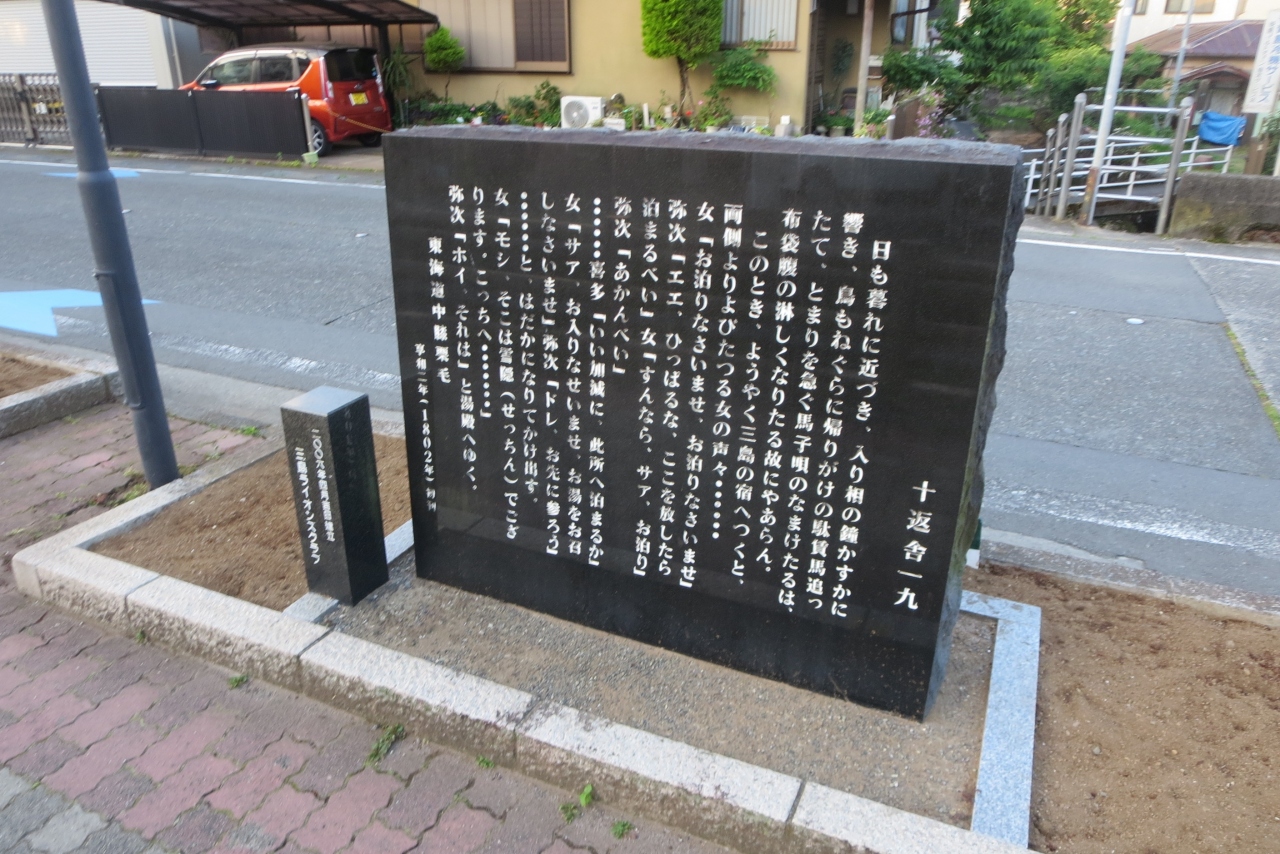 十返舎一九
日も暮れに近づき、入り相の鐘かすかに
響き、鳥もねぐらに帰りがけの駄賃馬追っ
たて、とまりを急ぐ馬子唄のなまけたるは、
布袋腹の淋しくなりたる故にやあらん。
このとき、ようやく三島の宿へつくと、
両側よりよびたつる女の声々••••••
女「お泊りなさいませ、お泊りなさいませ」
弥次「エエ、ひっぱるな、ここを放したら
泊まるべい」女「すんなら、サア、お泊り」
弥次「あかんべい」
••••••喜多「いい加減に、此所へ泊まるか」
女「サア、お入りなせいませ、お湯をお召
しなさいませ」弥次「ドレ、お先に参ろう」
•••••••と、はだかになりてかけ出す。
女「モシ、そこは雪隠(せっちん)でござ
ります。こっちへ•••••••」
弥次「ホイ、それは」と湯殿へゆく。
東海道中膝栗毛
享和二年(1802年)初刊
三島ライオンズクラブ